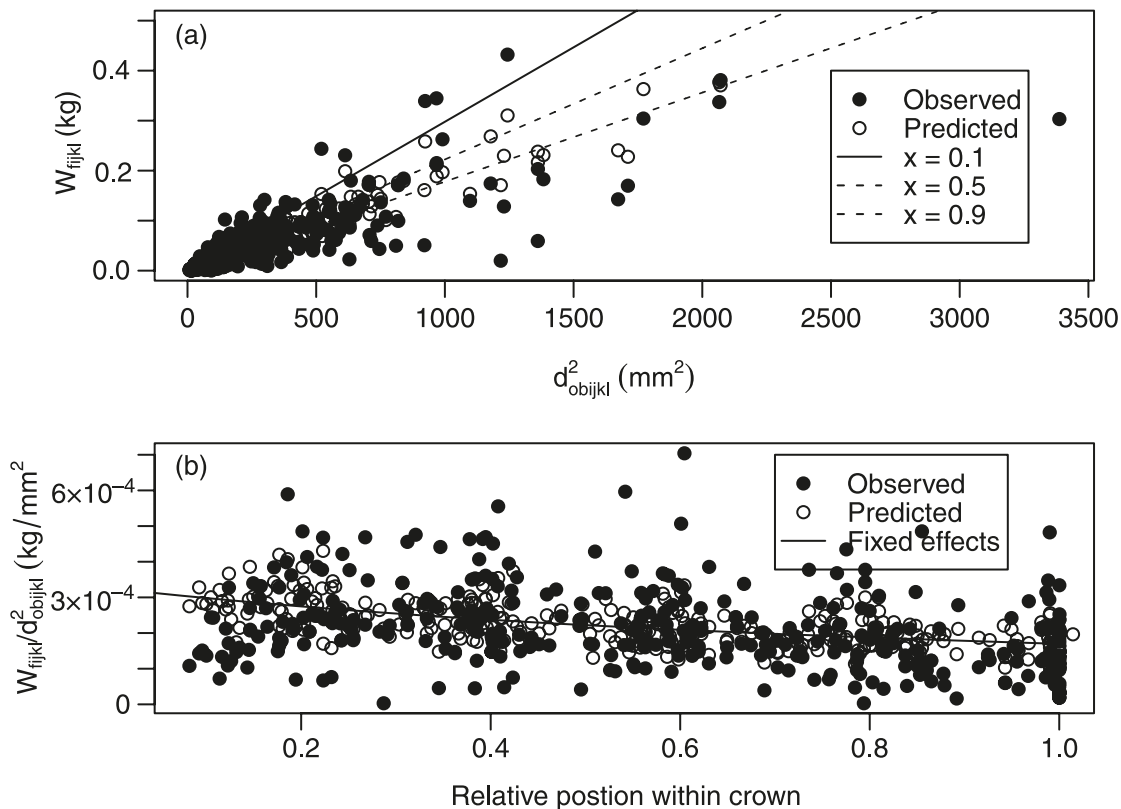 (a)
W_fijkl (kg)
0.4
0.2
0.0
Observed
Predicted
x = 0.1
x = 0.5
x = 0.9
0 500 1000 1500 2000 2500 3000 3500
d²_obijkl (mm²)
(b)
W_fijkl/d²_obijkl (kg/mm²)
6×10⁻⁴
3×10⁻⁴
0
Observed
Predicted
Fixed effects
0.2 0.4 0.6 0.8 1.0
Relative postion within crown